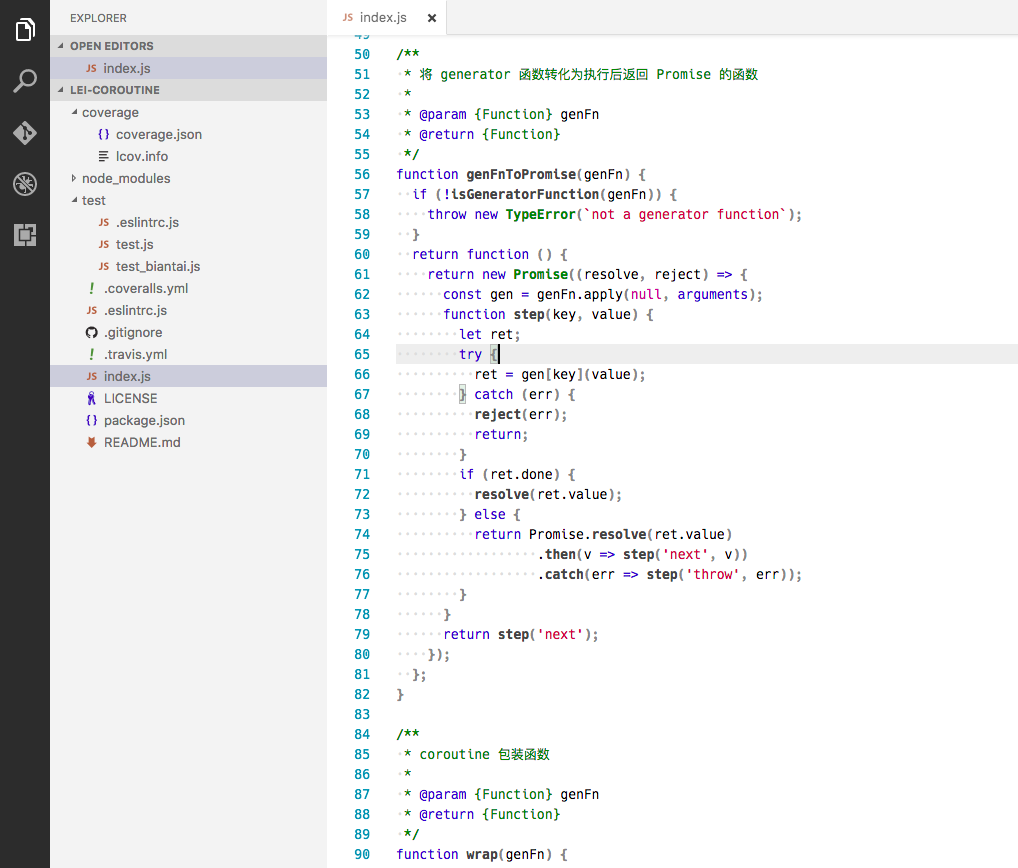 EXPLORER
OPEN EDITORS
JS index.js
LEI-COROUTINE
coverage
{} coverage.json
lcov.info
node_modules
test
JS .eslintrc.js
JS test.js
JS test_biantai.js
! .coveralls.yml
JS .eslintrc.js
.gitignore
! .travis.yml
JS index.js
LICENSE
{} package.json
README.md
JS index.js ×
49
50 /**
51  * 将 generator 函数转化为执行后返回 Promise 的函数
52  *
53  * @param {Function} genFn
54  * @return {Function}
55  */
56 function genFnToPromise(genFn) {
57   if (!isGeneratorFunction(genFn)) {
58     throw new TypeError(`not a generator function`);
59   }
60   return function () {
61     return new Promise((resolve, reject) => {
62       const gen = genFn.apply(null, arguments);
63       function step(key, value) {
64         let ret;
65         try {
66           ret = gen[key](value);
67         } catch (err) {
68           reject(err);
69           return;
70         }
71         if (ret.done) {
72           resolve(ret.value);
73         } else {
74           return Promise.resolve(ret.value)
75                   .then(v => step('next', v))
76                   .catch(err => step('throw', err));
77         }
78       }
79       return step('next');
80     });
81   };
82 }
83
84 /**
85  * coroutine 包装函数
86  *
87  * @param {Function} genFn
88  * @return {Function}
89  */
90 function wrap(genFn) {